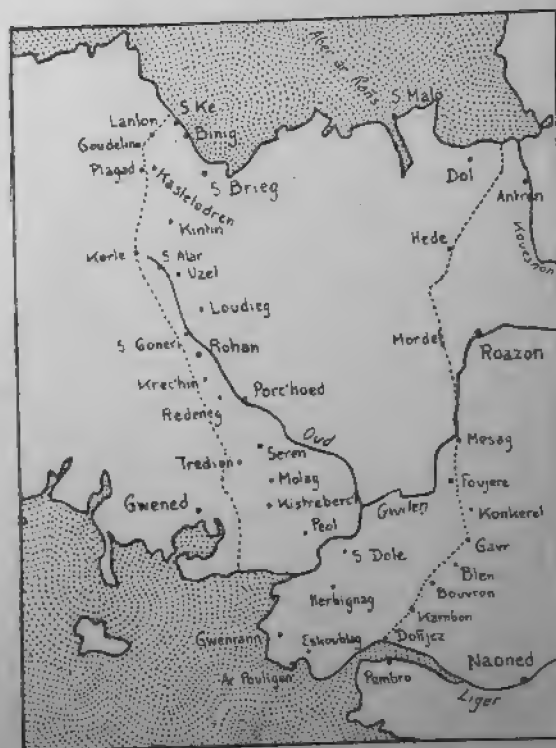 Aber ar Rañs
S Malo
S Ke
Lanlon
Binig
Goudelin
Plagad
Kastelodren
S Brieg
Dol
Antren
Kintin
Kouesnon
Hede
Korle
S Alar
Uzel
Loudieg
S Goneri
Rohan
Mordel
Roazon
Krec'hin
Porc'hoed
Redeneg
Oud
Seren
Mesag
Tredion
Molag
Foujere
Kistreberc'h
Gwilen
Konkerel
Gwened
Peol
Gavr
S Dole
Blen
Bouvron
Herbignag
Kambon
Gwenrann
Eskoublag
Doñjez
Naoned
Ar Pouligen
Pembro
Liger